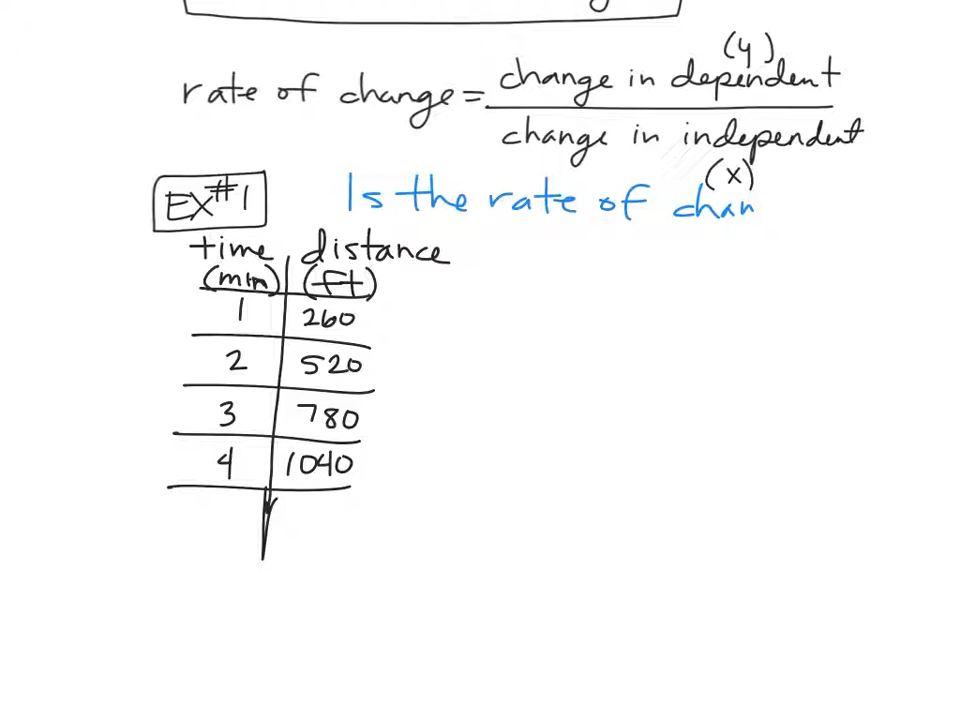 (y)
rate of change = change in dependent
change in independent
(x)
EX#1 Is the rate of chan
time distance
(min) (ft)
1 260
2 520
3 780
4 1040